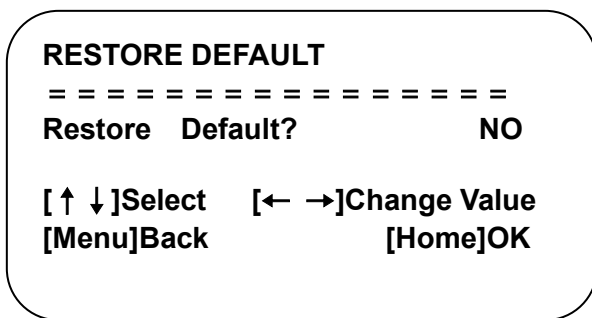 RESTORE DEFAULT
= = = = = = = = = = = = = = = =
Restore Default? NO
[↑ ↓]Select [← →]Change Value
[Menu]Back [Home]OK